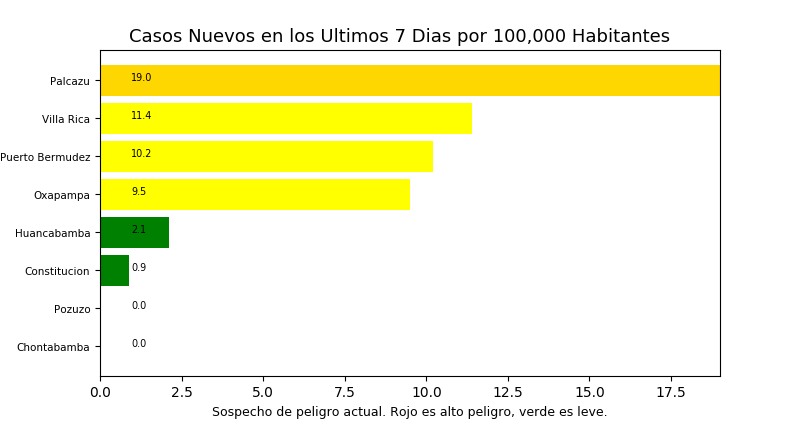 Casos Nuevos en los Ultimos 7 Dias por 100,000 Habitantes
Palcazu 19.0
Villa Rica 11.4
Puerto Bermudez 10.2
Oxapampa 9.5
Huancabamba 2.1
Constitucion 0.9
Pozuzo 0.0
Chontabamba 0.0
0.0 2.5 5.0 7.5 10.0 12.5 15.0 17.5
Sospecho de peligro actual. Rojo es alto peligro, verde es leve.